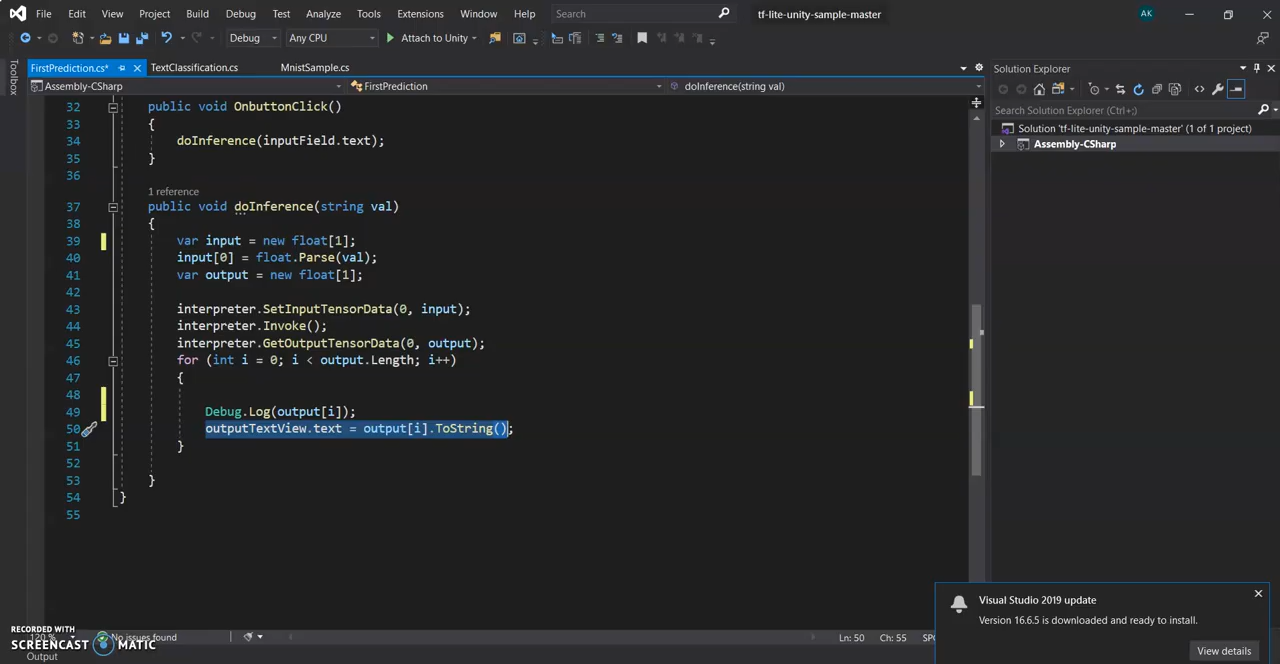 File Edit View Project Build Debug Test Analyze Tools Extensions Window Help Search tf-lite-unity-sample-master AK
Debug Any CPU Attach to Unity
Toolbox
FirstPrediction.cs* TextClassification.cs MnistSample.cs
Assembly-CSharp FirstPrediction doInference(string val)
32 public void OnbuttonClick()
33 {
34 doInference(inputField.text);
35 }
36
1 reference
37 public void doInference(string val)
38 {
39 var input = new float[1];
40 input[0] = float.Parse(val);
41 var output = new float[1];
42
43 interpreter.SetInputTensorData(0, input);
44 interpreter.Invoke();
45 interpreter.GetOutputTensorData(0, output);
46 for (int i = 0; i < output.Length; i++)
47 {
48
49 Debug.Log(output[i]);
50 outputTextView.text = output[i].ToString();
51 }
52
53 }
54 }
55
Solution Explorer
Search Solution Explorer (Ctrl+;)
Solution 'tf-lite-unity-sample-master' (1 of 1 project)
Assembly-CSharp
Visual Studio 2019 update
Version 16.6.5 is downloaded and ready to install.
View details
RECORDED WITH
SCREENCAST MATIC
No issues found Ln: 50 Ch: 55
Output